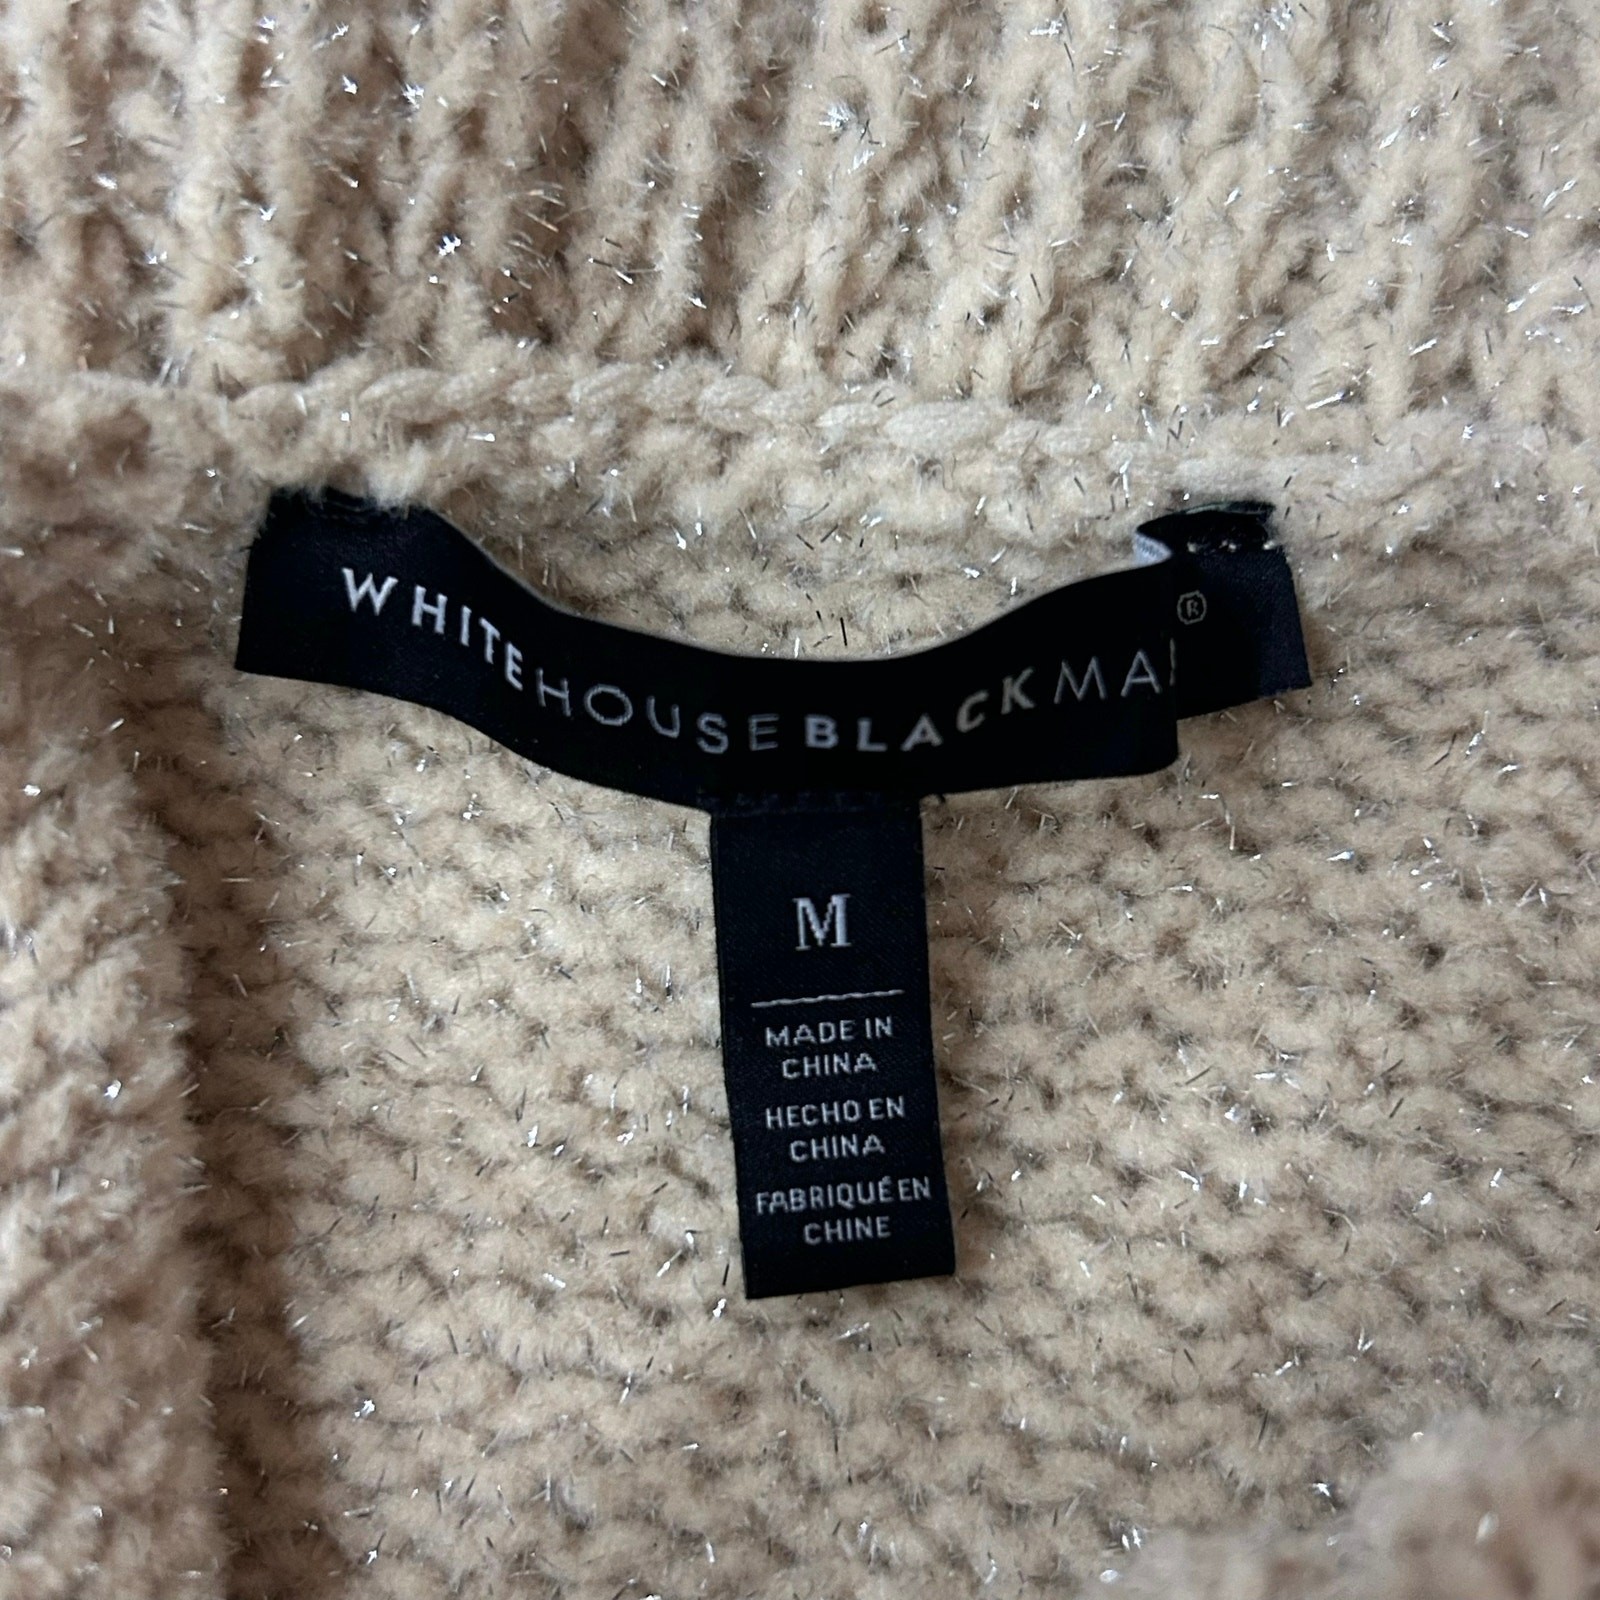 WHITEHOUSEBLACKMA ®
M
MADE IN
CHINA
HECHO EN
CHINA
FABRIQUÉ EN
CHINE